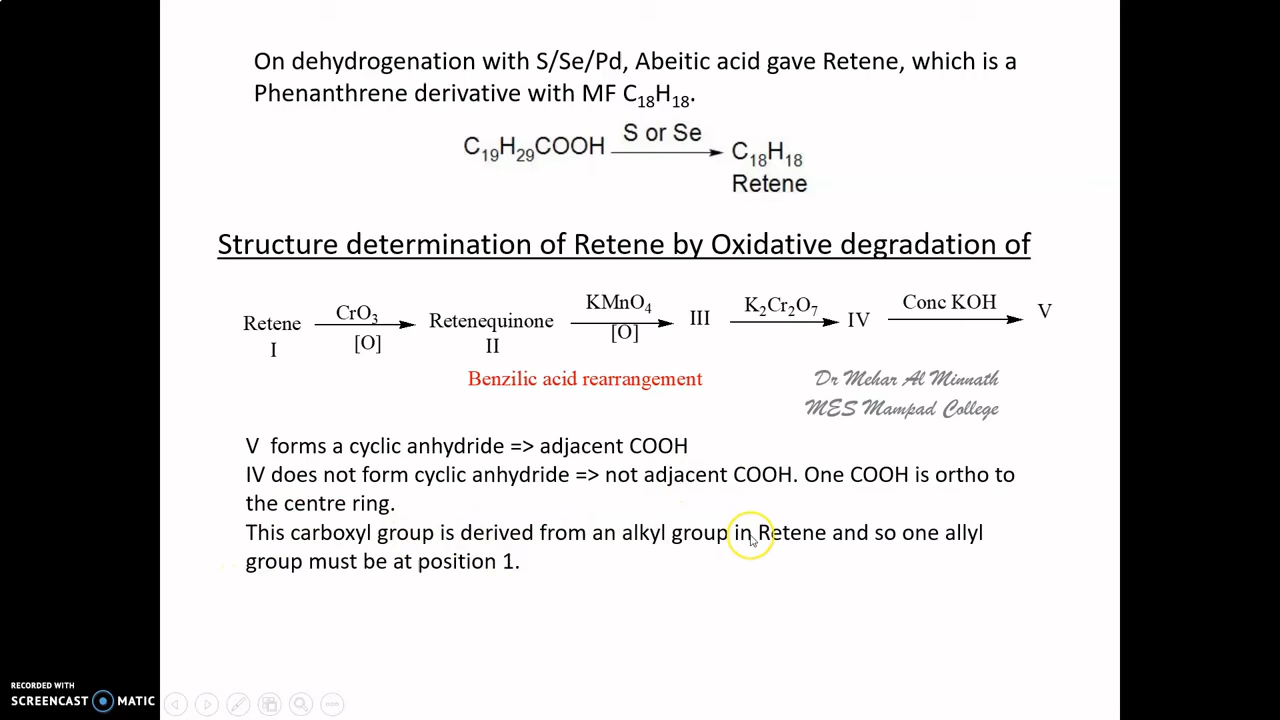 On dehydrogenation with S/Se/Pd, Abeitic acid gave Retene, which is a
Phenanthrene derivative with MF C₁₈H₁₈.
C₁₉H₂₉COOH S or Se C₁₈H₁₈
Retene
Structure determination of Retene by Oxidative degradation of
Retene CrO₃ Retenequinone KMnO₄ III K₂Cr₂O₇ IV Conc KOH V
I [O] II [O]
Benzilic acid rearrangement
Dr Mehar Al Minnath
MES Mampad College
V forms a cyclic anhydride => adjacent COOH
IV does not form cyclic anhydride => not adjacent COOH. One COOH is ortho to
the centre ring.
This carboxyl group is derived from an alkyl group in Retene and so one allyl
group must be at position 1.
RECORDED WITH
SCREENCAST MATIC